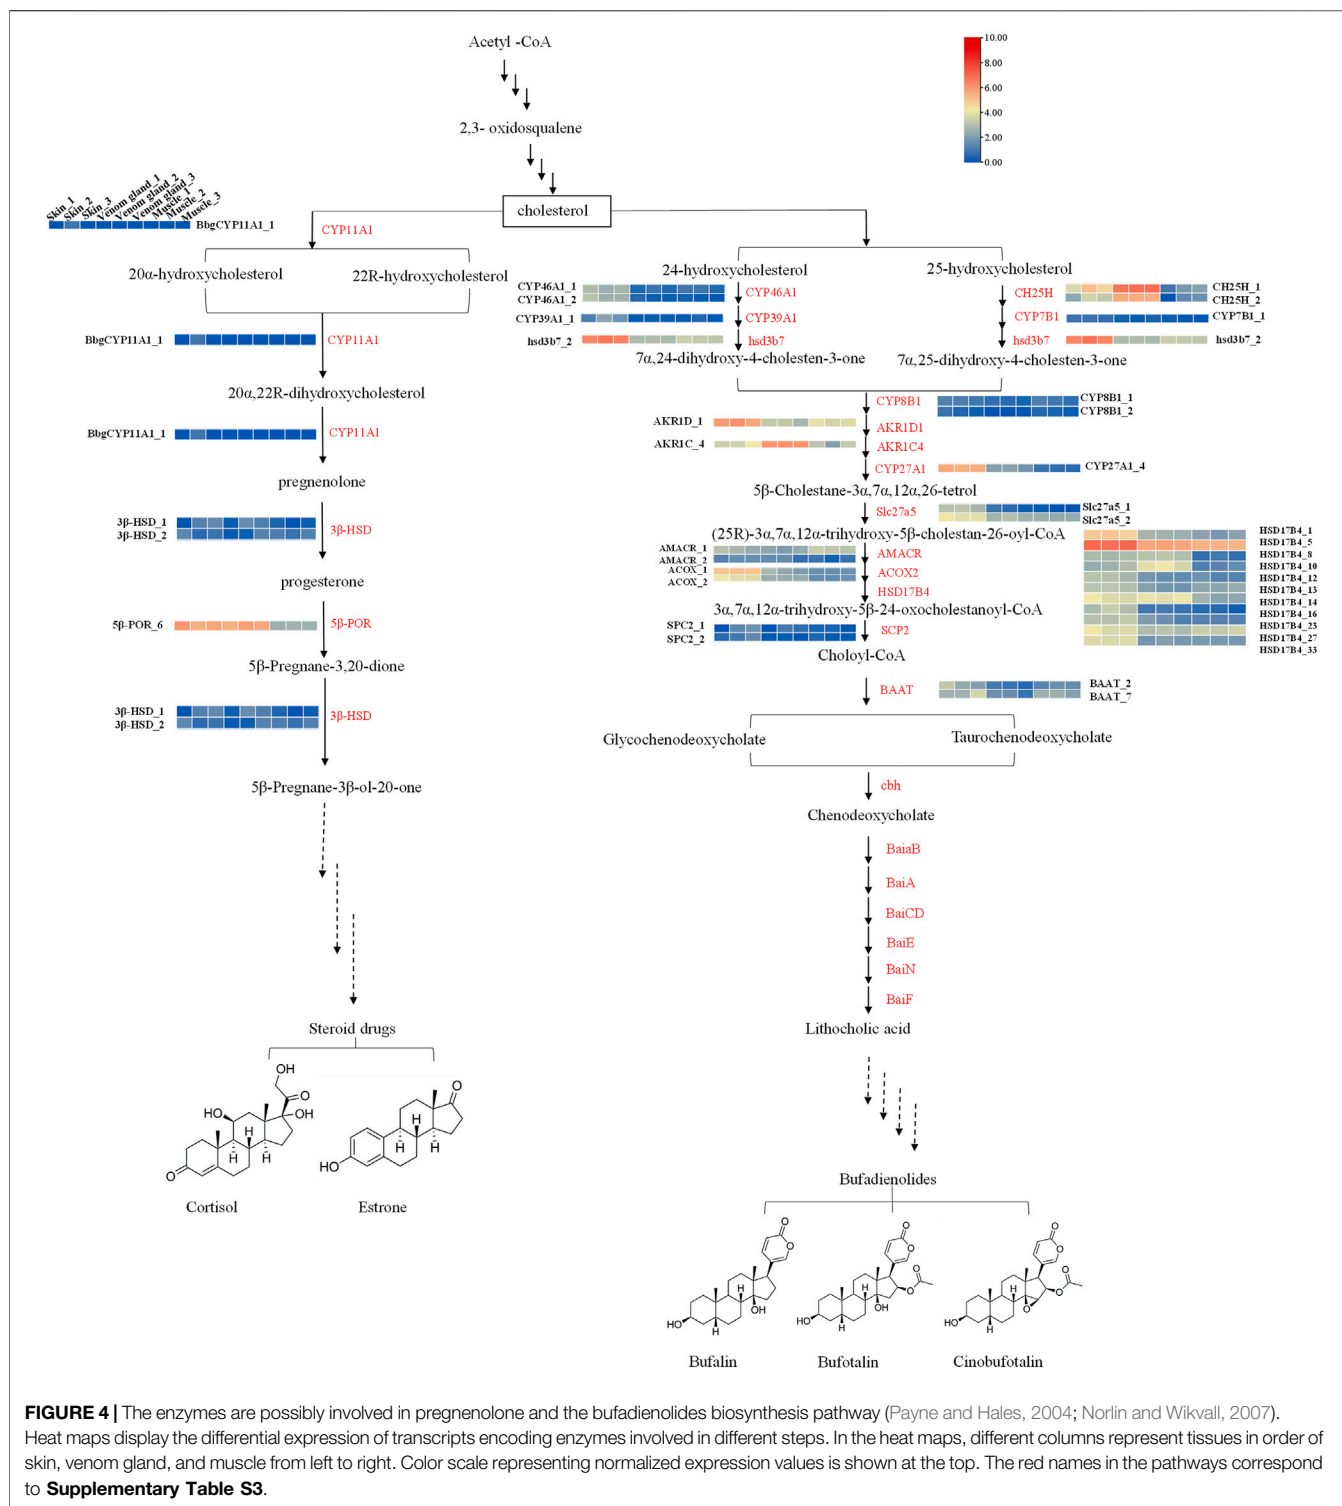 Acetyl -CoA
10.00
8.00
6.00
4.00
2.00
0.00
2,3- oxidosqualene
cholesterol
Skin_1
Skin_2
Skin_3
Venom gland_1
Venom gland_2
Venom gland_3
Muscle_1
Muscle_2
Muscle_3
BbgCYP11A1_1
CYP11A1
20α-hydroxycholesterol
22R-hydroxycholesterol
BbgCYP11A1_1
CYP11A1
20α,22R-dihydroxycholesterol
BbgCYP11A1_1
CYP11A1
pregnenolone
3β-HSD_1
3β-HSD_2
3β-HSD
progesterone
5β-POR_6
5β-POR
5β-Pregnane-3,20-dione
3β-HSD_1
3β-HSD_2
3β-HSD
5β-Pregnane-3β-ol-20-one
Steroid drugs
OH
O
HO
OH
H
H
H
O
Cortisol
O
H
H
H
HO
Estrone
24-hydroxycholesterol
25-hydroxycholesterol
CYP46A1_1
CYP46A1_2
CYP46A1
CYP39A1_1
CYP39A1
hsd3b7_2
hsd3b7
7α,24-dihydroxy-4-cholesten-3-one
CH25H
CH25H_1
CH25H_2
CYP7B1
CYP7B1_1
hsd3b7
hsd3b7_2
7α,25-dihydroxy-4-cholesten-3-one
CYP8B1
CYP8B1_1
CYP8B1_2
AKR1D_1
AKR1D1
AKR1C_4
AKR1C4
CYP27A1
CYP27A1_4
5β-Cholestane-3α,7α,12α,26-tetrol
Slc27a5
Slc27a5_1
Slc27a5_2
(25R)-3α,7α,12α-trihydroxy-5β-cholestan-26-oyl-CoA
AMACR_1
AMACR_2
AMACR
ACOX_1
ACOX_2
ACOX2
HSD17B4
HSD17B4_1
HSD17B4_5
HSD17B4_8
HSD17B4_10
HSD17B4_12
HSD17B4_13
HSD17B4_14
HSD17B4_16
HSD17B4_23
HSD17B4_27
HSD17B4_33
3α,7α,12α-trihydroxy-5β-24-oxocholestanoyl-CoA
SPC2_1
SPC2_2
SCP2
Choloyl-CoA
BAAT
BAAT_2
BAAT_7
Glycochenodeoxycholate
Taurochenodeoxycholate
cbh
Chenodeoxycholate
BaiaB
BaiA
BaiCD
BaiE
BaiN
BaiF
Lithocholic acid
Bufadienolides
O
O
H
OH
HO
H
Bufalin
O
O
O
O
H
OH
HO
H
Bufotalin
O
O
O
O
H
O
HO
H
Cinobufotalin
FIGURE 4 | The enzymes are possibly involved in pregnenolone and the bufadienolides biosynthesis pathway (Payne and Hales, 2004; Norlin and Wikvall, 2007).
Heat maps display the differential expression of transcripts encoding enzymes involved in different steps. In the heat maps, different columns represent tissues in order of
skin, venom gland, and muscle from left to right. Color scale representing normalized expression values is shown at the top. The red names in the pathways correspond
to Supplementary Table S3.